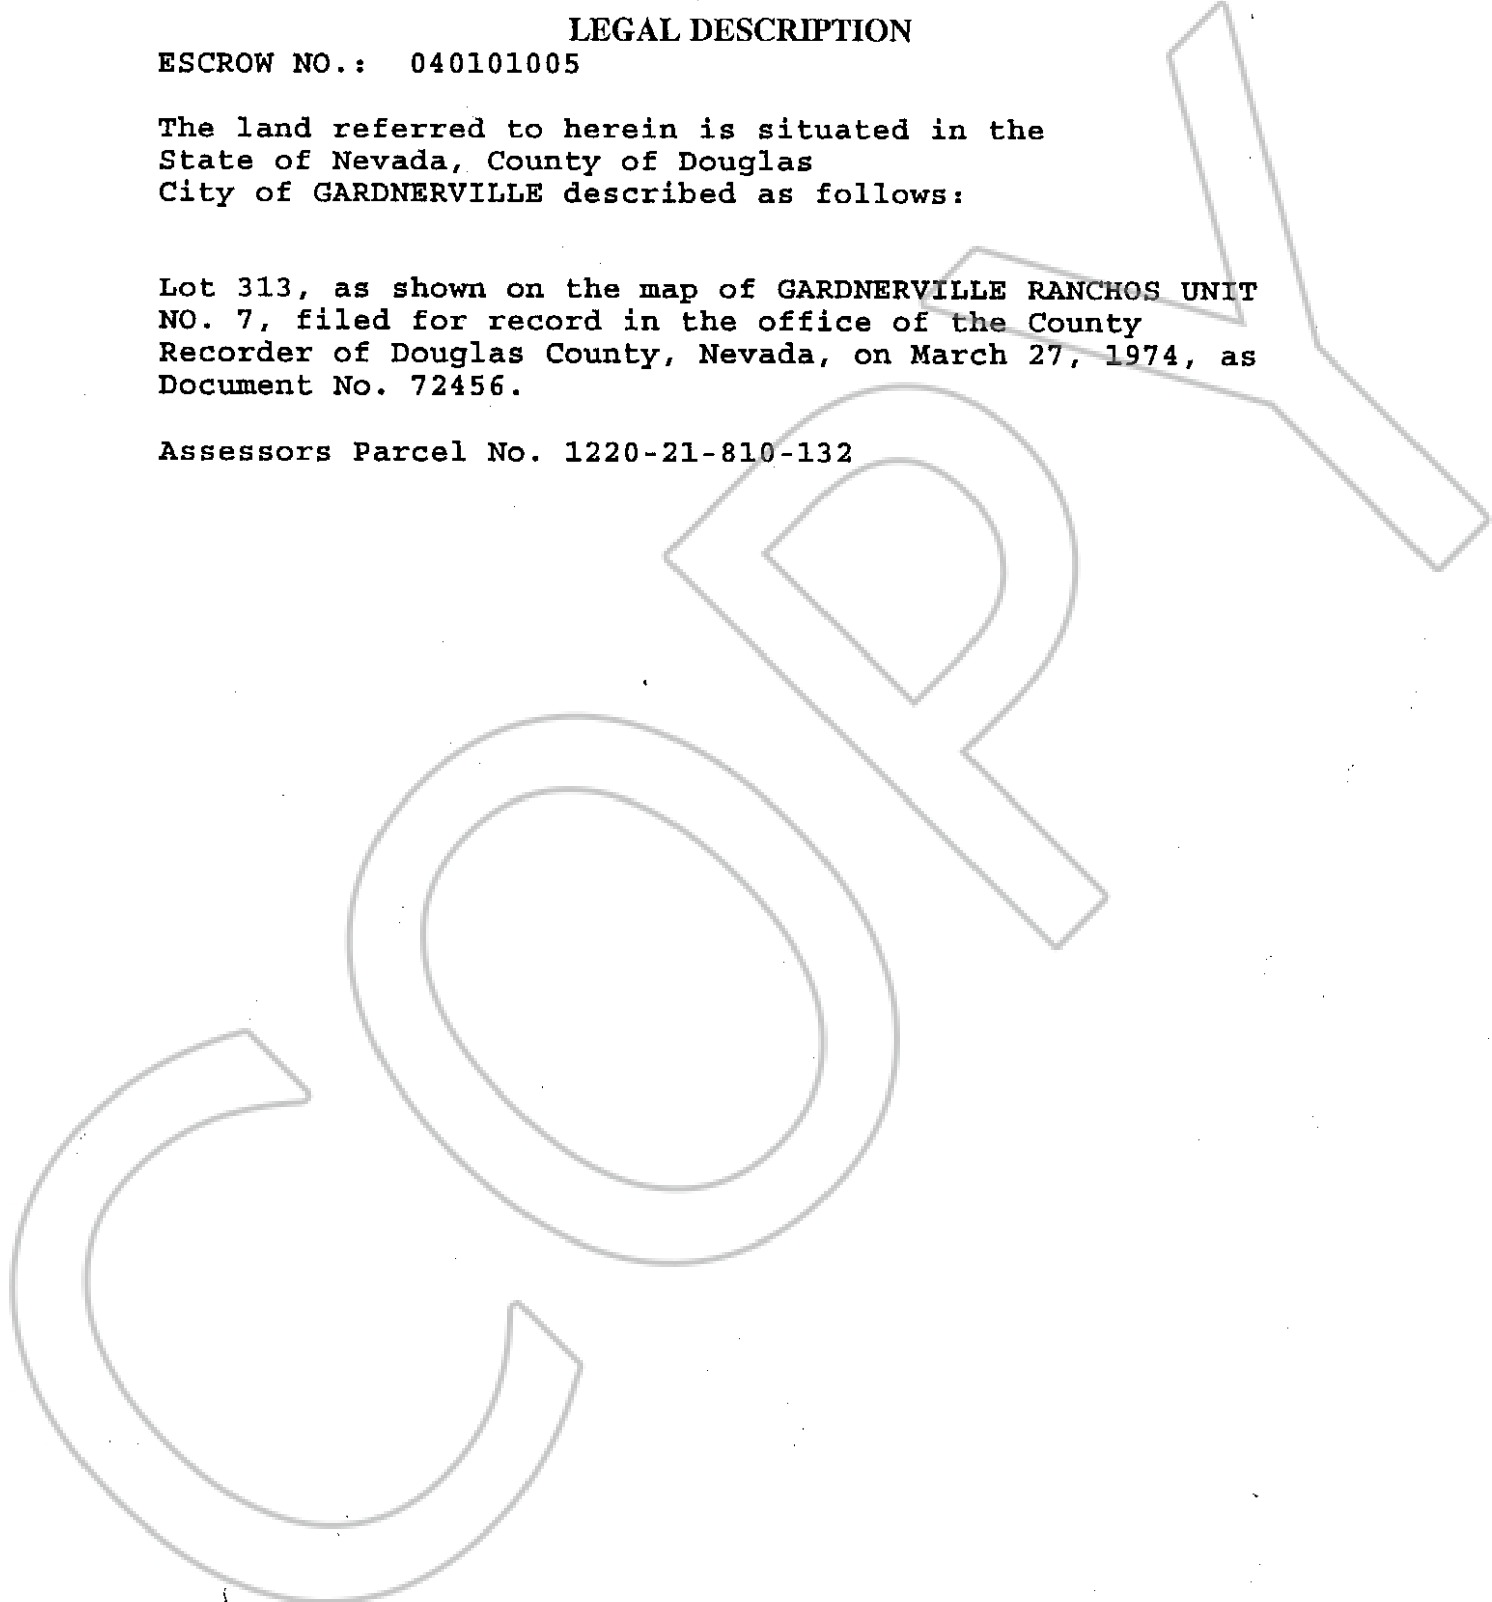 LEGAL DESCRIPTION
ESCROW NO.: 040101005
The land referred to herein is situated in the
State of Nevada, County of Douglas
City of GARDNERVILLE described as follows:
Lot 313, as shown on the map of GARDNERVILLE RANCHOS UNIT
NO. 7, filed for record in the office of the County
Recorder of Douglas County, Nevada, on March 27, 1974, as
Document No. 72456.
Assessors Parcel No. 1220-21-810-132
COPY